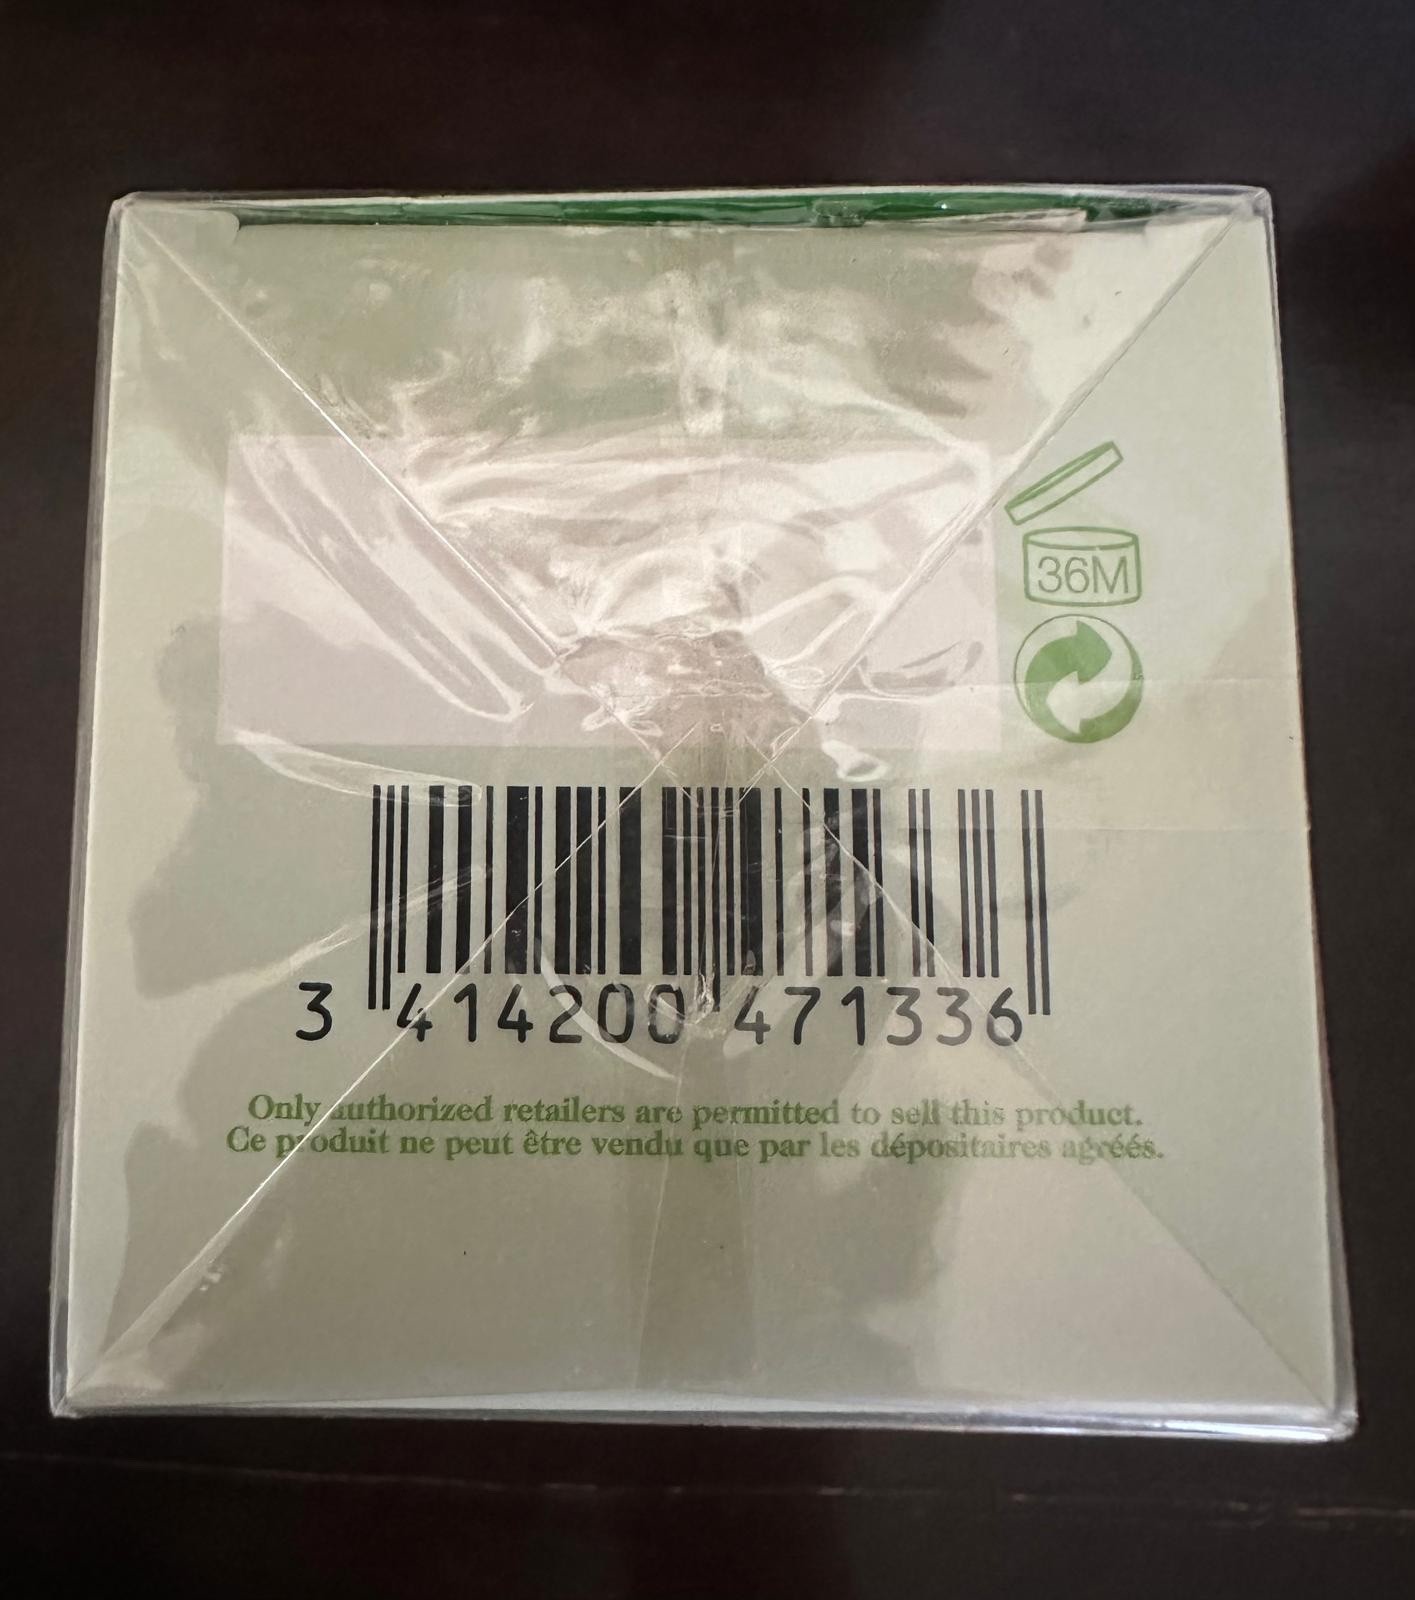 36M
3 414200 471336
Only authorized retailers are permitted to sell this product.
Ce produit ne peut être vendu que par les dépositaires agréés.